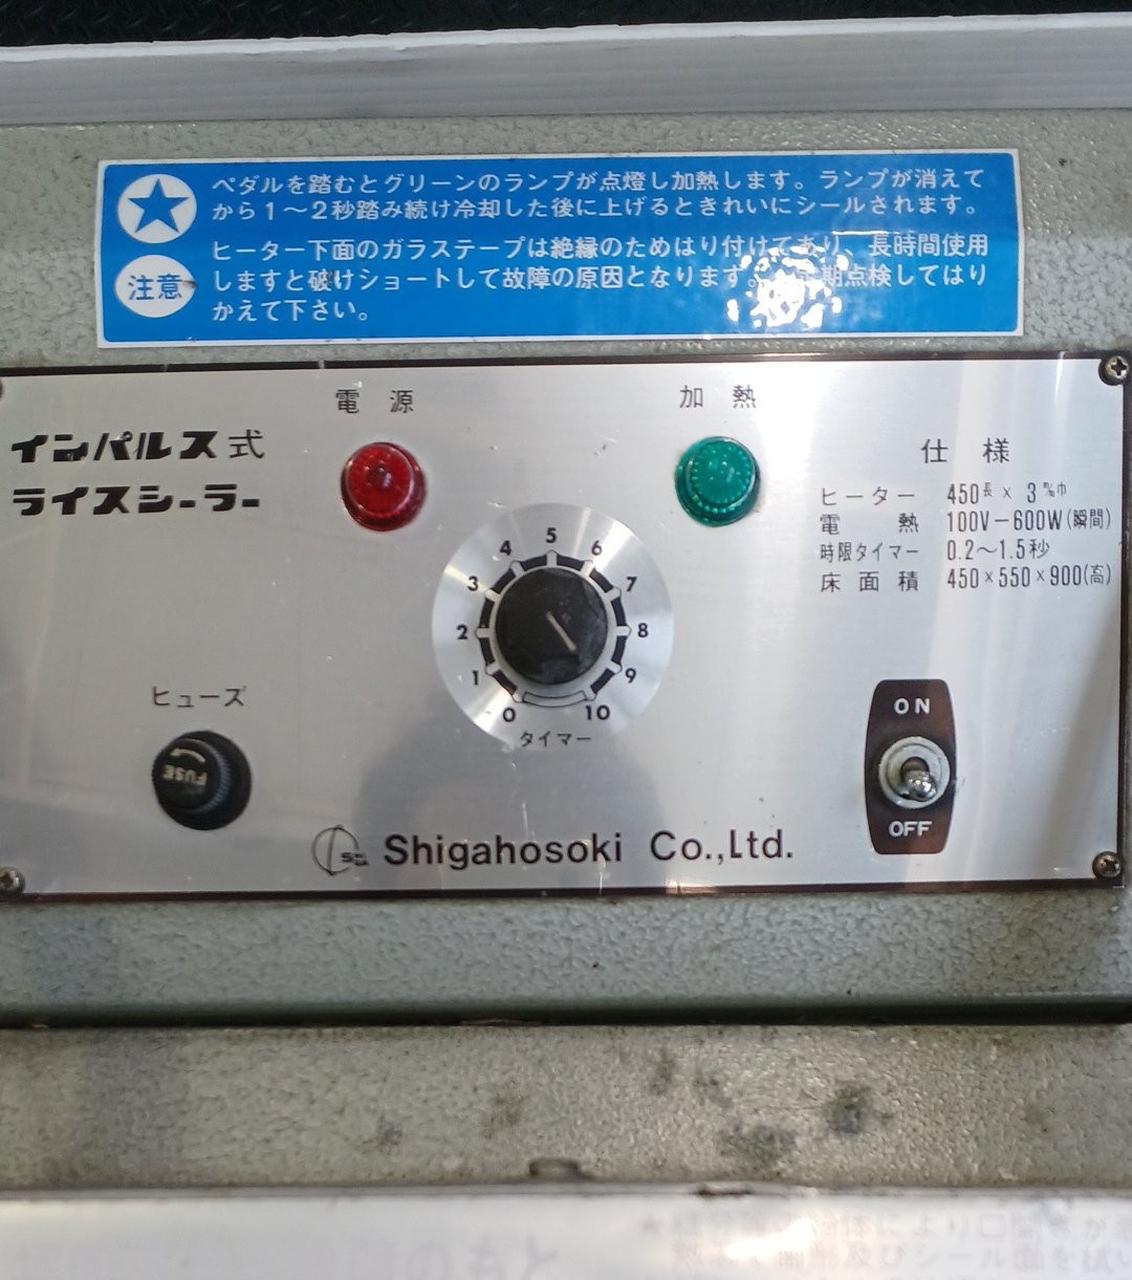 ペダルを踏むとグリーンのランプが点燈し加熱します。ランプが消えて
から1〜2秒踏み続け冷却した後に上げるときれいにシールされます。
注意
ヒーター下面のガラステープは絶縁のためはり付けてあり、長時間使用
しますと破けショートして故障の原因となります。 期点検してはり
かえて下さい。
電源
加熱
インパルス式
ライスシーラー
仕様
ヒーター 450長×3㎜巾
電熱 100V−600W(瞬間)
時限タイマー 0.2〜1.5秒
床面積 450×550×900(高)
0 1 2 3 4 5 6 7 8 9 10
タイマー
ヒューズ
FUSE
ON
OFF
Shigahosoki Co.,Ltd.